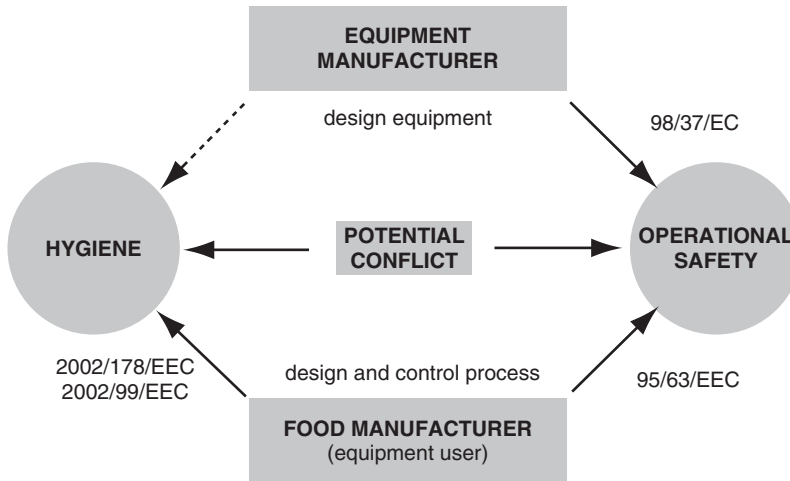 EQUIPMENT
MANUFACTURER
design equipment
98/37/EC
HYGIENE
POTENTIAL
CONFLICT
OPERATIONAL
SAFETY
2002/178/EEC
2002/99/EEC
design and control process
95/63/EEC
FOOD MANUFACTURER
(equipment user)